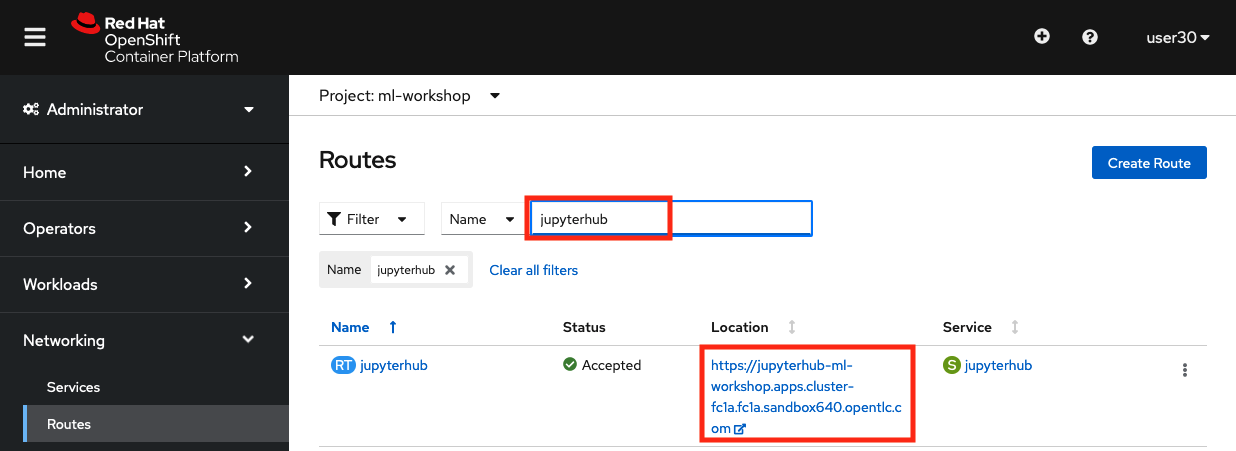 Red Hat
OpenShift
Container Platform
user30
Administrator
Home
Operators
Workloads
Networking
Services
Routes
Project: ml-workshop
Routes
Create Route
Filter
Name
jupyterhub
Name
jupyterhub
Clear all filters
Name
Status
Location
Service
RT jupyterhub
Accepted
https://jupyterhub-ml-
workshop.apps.cluster-
fc1a.fc1a.sandbox640.opentlc.c
om
S jupyterhub